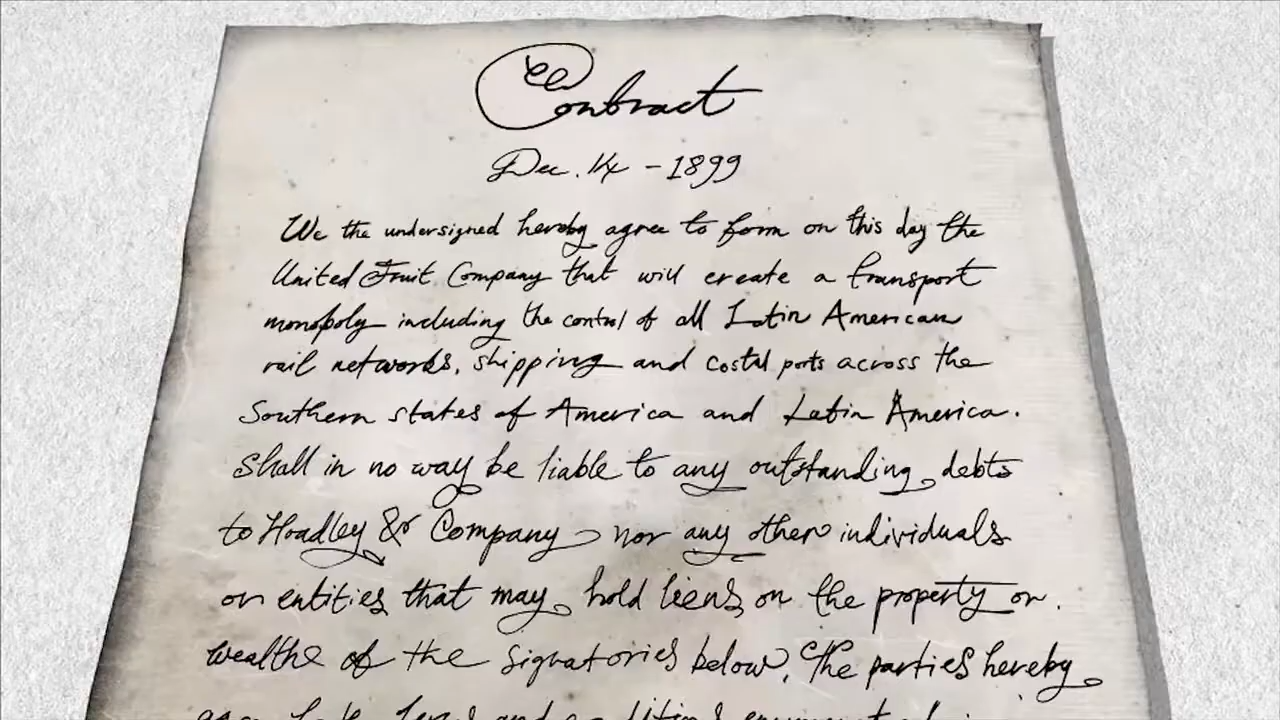 Contract
Dec. 14 - 1899
We the undersigned hereby agree to form on this day the
United Fruit Company that will create a transport
monopoly including the control of all Latin American
rail networks, shipping and costal ports across the
Southern states of America and Latin America.
Shall in no way be liable to any outstanding debts
to Hoadley & Company nor any other individuals
or entities that may hold liens on the property or
wealthe of the signatories below. The parties hereby